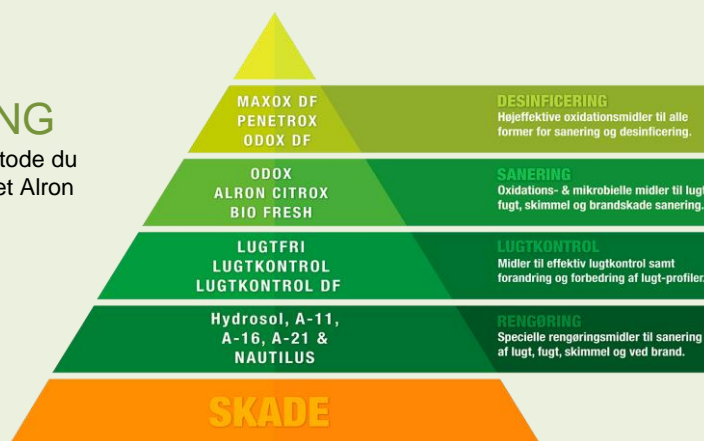 NG
tode du
et Alron
MAXOX DF
PENETROX
ODOX DF
DESINFICERING
Højeffektive oxidationsmidler til alle
former for sanering og desinficering.
ODOX
ALRON CITROX
BIO FRESH
SANERING
Oxidations- & mikrobielle midler til lugt
fugt, skimmel og brandskade sanering.
LUGTFRI
LUGTKONTROL
LUGTKONTROL DF
LUGTKONTROL
Midler til effektiv lugtkontrol samt
forandring og forbedring af lugt-profiler.
Hydrosol, A-11,
A-16, A-21 &
NAUTILUS
RENGØRING
Specielle rengøringsmidler til sanering
af lugt, fugt, skimmel og ved brand.
SKADE